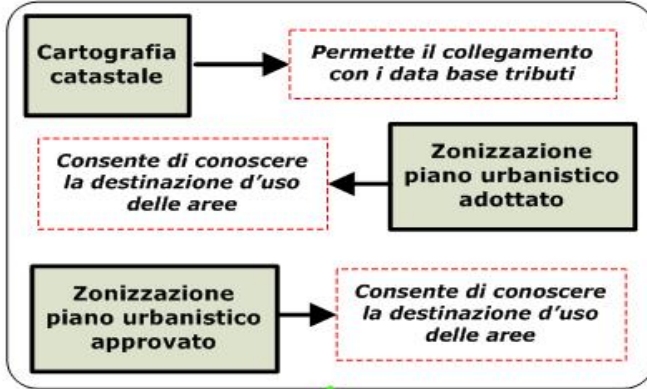 Cartografia
catastale
Permette il collegamento
con i data base tributi
Consente di conoscere
la destinazione d'uso
delle aree
Zonizzazione
piano urbanistico
adottato
Zonizzazione
piano urbanistico
approvato
Consente di conoscere
la destinazione d'uso
delle aree